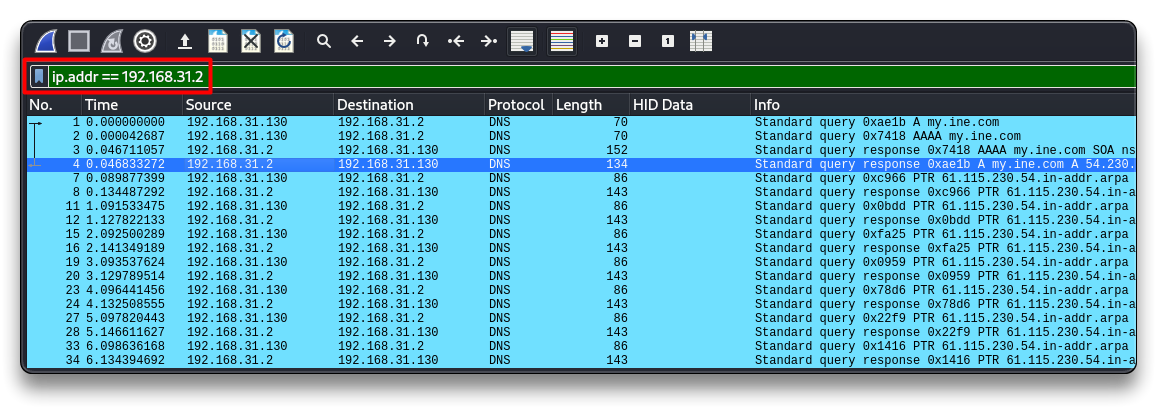 ip.addr == 192.168.31.2
No. Time Source Destination Protocol Length HID Data Info
1 0.000000000 192.168.31.130 192.168.31.2 DNS 70 Standard query 0xae1b A my.ine.com
2 0.000042687 192.168.31.130 192.168.31.2 DNS 70 Standard query 0x7418 AAAA my.ine.com
3 0.046711057 192.168.31.2 192.168.31.130 DNS 152 Standard query response 0x7418 AAAA my.ine.com SOA ns
4 0.046833272 192.168.31.2 192.168.31.130 DNS 134 Standard query response 0xae1b A my.ine.com A 54.230.
7 0.089877399 192.168.31.130 192.168.31.2 DNS 86 Standard query 0xc966 PTR 61.115.230.54.in-addr.arpa
8 0.134487292 192.168.31.2 192.168.31.130 DNS 143 Standard query response 0xc966 PTR 61.115.230.54.in-a
11 1.091533475 192.168.31.130 192.168.31.2 DNS 86 Standard query 0x0bdd PTR 61.115.230.54.in-addr.arpa
12 1.127822133 192.168.31.2 192.168.31.130 DNS 143 Standard query response 0x0bdd PTR 61.115.230.54.in-a
15 2.092500289 192.168.31.130 192.168.31.2 DNS 86 Standard query 0xfa25 PTR 61.115.230.54.in-addr.arpa
16 2.141349189 192.168.31.2 192.168.31.130 DNS 143 Standard query response 0xfa25 PTR 61.115.230.54.in-a
19 3.093537624 192.168.31.130 192.168.31.2 DNS 86 Standard query 0x0959 PTR 61.115.230.54.in-addr.arpa
20 3.129789514 192.168.31.2 192.168.31.130 DNS 143 Standard query response 0x0959 PTR 61.115.230.54.in-a
23 4.096441456 192.168.31.130 192.168.31.2 DNS 86 Standard query 0x78d6 PTR 61.115.230.54.in-addr.arpa
24 4.132508555 192.168.31.2 192.168.31.130 DNS 143 Standard query response 0x78d6 PTR 61.115.230.54.in-a
27 5.097820443 192.168.31.130 192.168.31.2 DNS 86 Standard query 0x22f9 PTR 61.115.230.54.in-addr.arpa
28 5.146611627 192.168.31.2 192.168.31.130 DNS 143 Standard query response 0x22f9 PTR 61.115.230.54.in-a
33 6.098636168 192.168.31.130 192.168.31.2 DNS 86 Standard query 0x1416 PTR 61.115.230.54.in-addr.arpa
34 6.134394692 192.168.31.2 192.168.31.130 DNS 143 Standard query response 0x1416 PTR 61.115.230.54.in-a